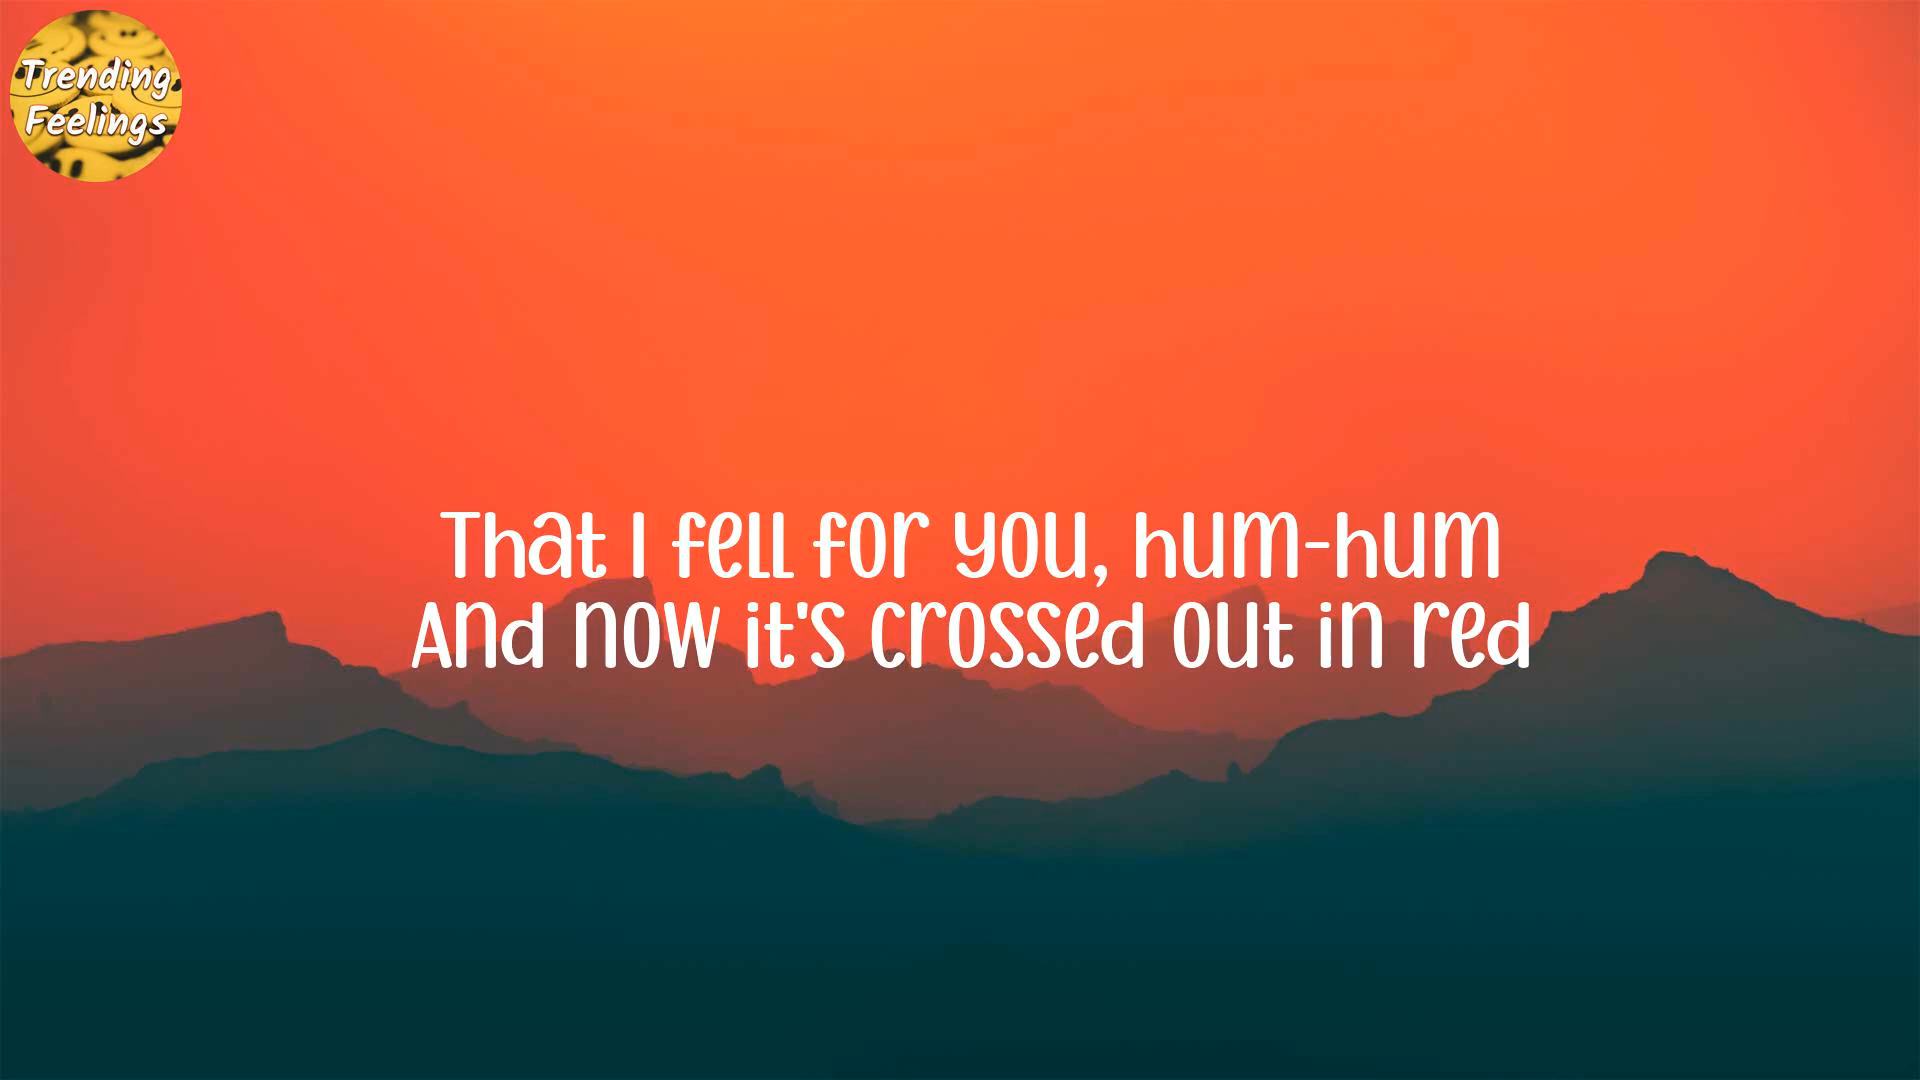 Trending
Feelings
That I fell for you, hum-hum
And now it's crossed out in red